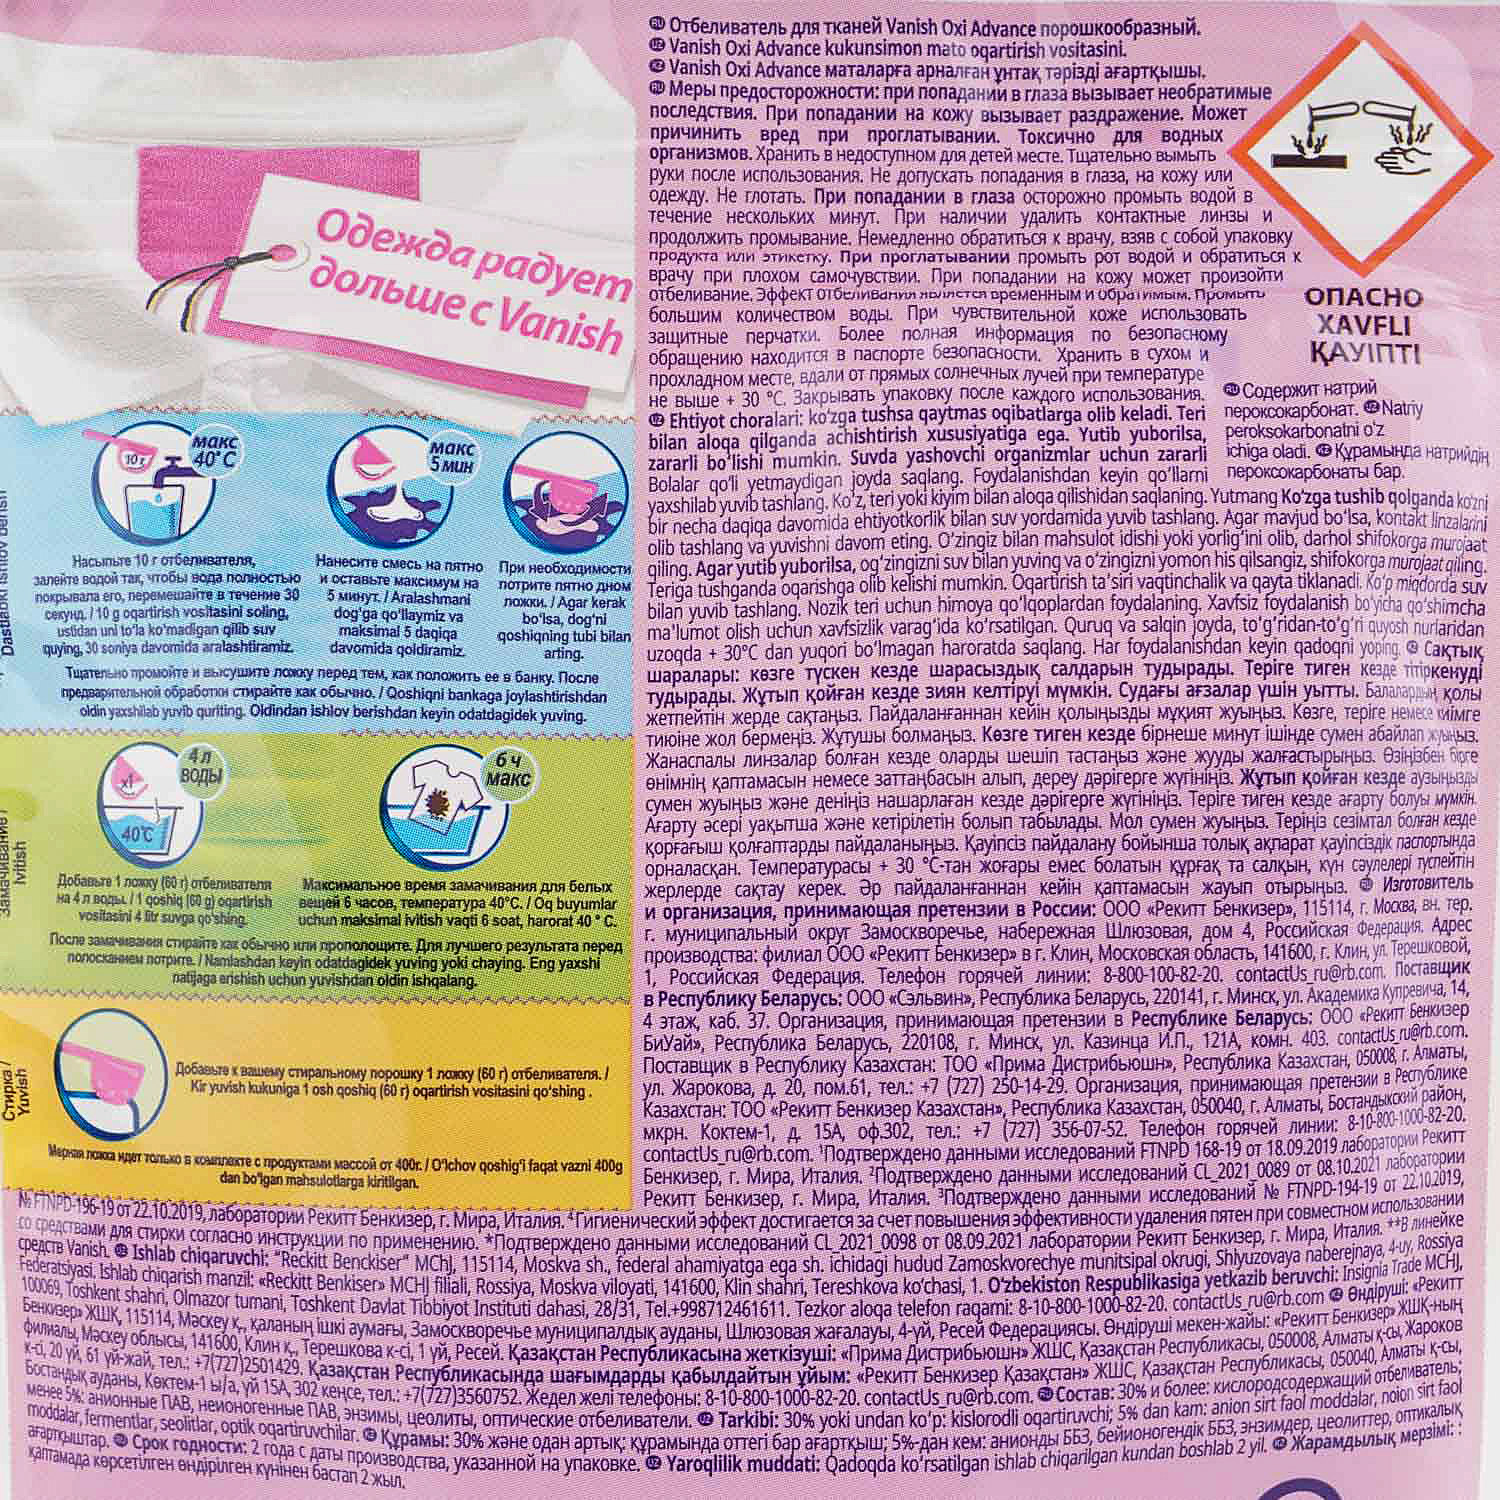 Одежда радует
дольше с Vanish
RU Отбеливатель для тканей Vanish Oxi Advance порошкообразный.
UZ Vanish Oxi Advance kukunsimon mato oqartirish vositasini.
KZ Vanish Oxi Advance маталарға арналған ұнтақ тәрізді ағартқышы.
RU Меры предосторожности: при попадании в глаза вызывает необратимые
последствия. При попадании на кожу вызывает раздражение. Может
причинить вред при проглатывании. Токсично для водных
организмов. Хранить в недоступном для детей месте. Тщательно вымыть
руки после использования. Не допускать попадания в глаза, на кожу или
одежду. Не глотать. При попадании в глаза осторожно промыть водой в
течение нескольких минут. При наличии удалить контактные линзы и
продолжить промывание. Немедленно обратиться к врачу, взяв с собой упаковку
продукта или этикетку. При проглатывании промыть рот водой и обратиться к
врачу при плохом самочувствии. При попадании на кожу может произойти
отбеливание. Эффект отбеливания является временным и обратимым. Промыть
большим количеством воды. При чувствительной коже использовать
защитные перчатки. Более полная информация по безопасному
обращению находится в паспорте безопасности. Хранить в сухом и
прохладном месте, вдали от прямых солнечных лучей при температуре
не выше + 30 °C. Закрывать упаковку после каждого использования.
ОПАСНО
XAVFLI
ҚАУІПТІ
RU Содержит натрий
пероксокарбонат. UZ Natriy
peroksokarbonatni o'z
ichiga oladi. KZ Құрамында натрийдің
пероксокарбонаты бар.
UZ Ehtiyot choralari: ko'zga tushsa qaytmas oqibatlarga olib keladi. Teri
bilan aloqa qilganda achishtirish xususiyatiga ega. Yutib yuborilsa,
zararli bo'lishi mumkin. Suvda yashovchi organizmlar uchun zararli
Bolalar qo'li yetmaydigan joyda saqlang. Foydalanishdan keyin qo'llarni
yaxshilab yuvib tashlang. Ko'z, teri yoki kiyim bilan aloqa qilishidan saqlaning. Yutmang Ko'zga tushib qolganda ko'zni
bir necha daqiqa davomida ehtiyotkorlik bilan suv yordamida yuvib tashlang. Agar mavjud bo'lsa, kontakt linzalarini
olib tashlang va yuvishni davom eting. O'zingiz bilan mahsulot idishi yoki yorlig'ini olib, darhol shifokorga murojaat
qiling. Agar yutib yuborilsa, og'zingizni suv bilan yuving va o'zingizni yomon his qilsangiz, shifokorga murojaat qiling.
Teriga tushganda oqarishga olib kelishi mumkin. Oqartirish ta'siri vaqtinchalik va qayta tiklanadi. Ko'p miqdorda suv
bilan yuvib tashlang. Nozik teri uchun himoya qo'lqoplardan foydalaning. Xavfsiz foydalanish bo'yicha qo'shimcha
ma'lumot olish uchun xavfsizlik varag'ida ko'rsatilgan. Quruq va salqin joyda, to'g'ridan-to'g'ri quyosh nurlaridan
uzoqda + 30°C dan yuqori bo'lmagan haroratda saqlang. Har foydalanishdan keyin qadoqni yoping. KZ Сақтық
шаралары: көзге түскен кезде шарасыздық салдарын тудырады. Теріге тиген кезде тітіркенуді
тудырады. Жұтып қойған кезде зиян келтіруі мүмкін. Судағы ағзалар үшін уытты. Балалардың қолы
жетпейтін жерде сақтаңыз. Пайдаланғаннан кейін қолыңызды мұқият жуыңыз. Көзге, теріге немесе киімге
тиюіне жол бермеңіз. Жұтушы болмаңыз. Көзге тиген кезде бірнеше минут ішінде сумен абайлап жуыңыз.
Жанаспалы линзалар болған кезде оларды шешіп тастаңыз және жууды жалғастырыңыз. Өзіңізбен бірге
өнімнің қаптамасын немесе заттаңбасын алып, дереу дәрігерге жүгініңіз. Жұтып қойған кезде аузыңызды
сумен жуыңыз және деніңіз нашарлаған кезде дәрігерге жүгініңіз. Теріге тиген кезде ағарту болуы мүмкін.
Ағарту әсері уақытша және кетірілетін болып табылады. Мол сумен жуыңыз. Теріңіз сезімтал болған кезде
қорғағыш қолғаптарды пайдаланыңыз. Қауіпсіз пайдалану бойынша толық ақпарат қауіпсіздік паспортында
орналасқан. Температурасы + 30 °С-тан жоғары емес болатын құрғақ та салқын, күн сәулелері түспейтін
жерлерде сақтау керек. Әр пайдаланғаннан кейін қаптамасын жауып отырыңыз. RU Изготовитель
и организация, принимающая претензии в России: ООО «Рекитт Бенкизер», 115114, г. Москва, вн. тер.
г. муниципальный округ Замоскворечье, набережная Шлюзовая, дом 4, Российская Федерация. Адрес
производства: филиал ООО «Рекитт Бенкизер» в г. Клин, Московская область, 141600, г. Клин, ул. Терешковой,
1, Российская Федерация. Телефон горячей линии: 8-800-100-82-20. contactUs_ru@rb.com. Поставщик
в Республику Беларусь: ООО «Сэльвин», Республика Беларусь, 220141, г. Минск, ул. Академика Купревича, 14,
4 этаж, каб. 37. Организация, принимающая претензии в Республике Беларусь: ООО «Рекитт Бенкизер
БиУай», Республика Беларусь, 220108, г. Минск, ул. Казинца И.П., 121А, комн. 403. contactUs_ru@rb.com.
Поставщик в Республику Казахстан: ТОО «Прима Дистрибьюшн», Республика Казахстан, 050008, г. Алматы,
ул. Жарокова, д. 20, пом.61, тел.: +7 (727) 250-14-29. Организация, принимающая претензии в Республике
Казахстан: ТОО «Рекитт Бенкизер Казахстан», Республика Казахстан, 050040, г. Алматы, Бостандыкский район,
мкрн. Коктем-1, д. 15А, оф.302, тел.: +7 (727) 356-07-52. Телефон горячей линии: 8-10-800-1000-82-20.
contactUs_ru@rb.com. ¹Подтверждено данными исследований FTNPD 168-19 от 18.09.2019 лаборатории Рекитт
Бенкизер, г. Мира, Италия. ²Подтверждено данными исследований CL_2021_0089 от 08.10.2021 лаборатории
Рекитт Бенкизер, г. Мира, Италия. ³Подтверждено данными исследований № FTNPD-194-19 от 22.10.2019,
№ FTNPD-196-19 от 22.10.2019, лаборатории Рекитт Бенкизер, г. Мира, Италия. ⁴Гигиенический эффект достигается за счет повышения эффективности удаления пятен при совместном использовании
со средствами для стирки согласно инструкции по применению. *Подтверждено данными исследований CL_2021_0098 от 08.09.2021 лаборатории Рекитт Бенкизер, г. Мира, Италия. **В линейке
средств Vanish. UZ Ishlab chiqaruvchi: "Reckitt Benckiser" MChJ, 115114, Moskva sh., federal ahamiyatga ega sh. ichidagi hudud Zamoskvorechye munitsipal okrugi, Shlyuzovaya naberejnaya, 4-uy, Rossiya
Federatsiyasi. Ishlab chiqarish manzil: «Reckitt Benkiser» MCHJ filiali, Rossiya, Moskva viloyati, 141600, Klin shahri, Tereshkova ko'chasi, 1. O'zbekiston Respublikasiga yetkazib beruvchi: Insignia Trade MCHJ,
100069, Toshkent shahri, Olmazor tumani, Toshkent Davlat Tibbiyot Instituti dahasi, 28/31, Tel.+998712461611. Tezkor aloqa telefon raqami: 8-10-800-1000-82-20. contactUs_ru@rb.com KZ Өндіруші: «Рекитт
Бенкизер» ЖШҚ, 115114, Мәскеу қ., қаланың ішкі аумағы, Замоскворечье муниципалдық ауданы, Шлюзовая жағалауы, 4-үй, Ресей Федерациясы. Өндіруші мекен-жайы: «Рекитт Бенкизер» ЖШҚ-ның
филиалы, Мәскеу облысы, 141600, Клин қ., Терешкова к-сі, 1 үй, Ресей. Қазақстан Республикасына жеткізуші: «Прима Дистрибьюшн» ЖШС, Қазақстан Республикасы, 050008, Алматы қ-сы, Жароков
к-сі, 20 үй, 61 үй-жай, тел.: +7(727)2501429. Қазақстан Республикасында шағымдарды қабылдайтын ұйым: «Рекитт Бенкизер Қазақстан» ЖШС, Қазақстан Республикасы, 050040, Алматы қ-сы,
Бостандық ауданы, Көктем-1 ы/а, үй 15А, 302 кеңсе, тел.: +7(727)3560752. Жедел желі телефоны: 8-10-800-1000-82-20. contactUs_ru@rb.com. RU Состав: 30% и более: кислородсодержащий отбеливатель;
менее 5%: анионные ПАВ, неионогенные ПАВ, энзимы, цеолиты, оптические отбеливатели. UZ Tarkibi: 30% yoki undan ko'p: kislorodli oqartiruvchi; 5% dan kam: anion sirt faol moddalar, noion sirt faol
moddalar, fermentlar, seolitlar, optik oqartiruvchilar. KZ Құрамы: 30% және одан артық: құрамында оттегі бар ағартқыш; 5%-дан кем: анионды ББЗ, бейионогендік ББЗ, энзимдер, цеолиттер, оптикалық
ағартқыштар. RU Срок годности: 2 года с даты производства, указанной на упаковке. UZ Yaroqlilik muddati: Qadoqda ko'rsatilgan ishlab chiqarilgan kundan boshlab 2 yil. KZ Жарамдылық мерзімі: :
қаптамада көрсетілген өндірілген күнінен бастап 2 жыл.
Dastlabki ishlov berish
10 г
макс
40°C
макс
5 мин
Насыпьте 10 г отбеливателя,
залейте водой так, чтобы вода полностью
покрывала его, перемешайте в течение 30
секунд. / 10 g oqartirish vositasini soling,
ustidan uni to'la ko'madigan qilib suv
quying, 30 soniya davomida aralashtiramiz.
Нанесите смесь на пятно
и оставьте максимум на
5 минут. / Aralashmani
dog'ga qo'llaymiz va
maksimal 5 daqiqa
davomida qoldiramiz.
При необходимости
потрите пятно дном
ложки. / Agar kerak
bo'lsa, dog'ni
qoshiqning tubi bilan
arting.
Тщательно промойте и высушите ложку перед тем, как положить ее в банку. После
предварительной обработки стирайте как обычно. / Qoshiqni bankaga joylashtirishdan
oldin yaxshilab yuvib quriting. Oldindan ishlov berishdan keyin odatdagidek yuving.
Замачивание /
Ivitish
x1
40°C
4 л
ВОДЫ
6 ч
макс
Добавьте 1 ложку (60 г) отбеливателя
на 4 л воды. / 1 qoshiq (60 g) oqartirish
vositasini 4 litr suvga qo'shing.
Максимальное время замачивания для белых
вещей 6 часов, температура 40°C. / Oq buyumlar
uchun maksimal ivitish vaqti 6 soat, harorat 40 ° C.
После замачивания стирайте как обычно или прополощите. Для лучшего результата перед
полосканием потрите. / Namlashdan keyin odatdagidek yuving yoki chaying. Eng yaxshi
natijaga erishish uchun yuvishdan oldin ishqalang.
Стирка /
Yuvish
Добавьте к вашему стиральному порошку 1 ложку (60 г) отбеливателя. /
Kir yuvish kukuniga 1 osh qoshiq (60 г) oqartirish vositasini qo'shing .
Мерная ложка идет только в комплекте с продуктами массой от 400г. / O'lchov qoshig'i faqat vazni 400g
dan bo'lgan mahsulotlarga kiritilgan.